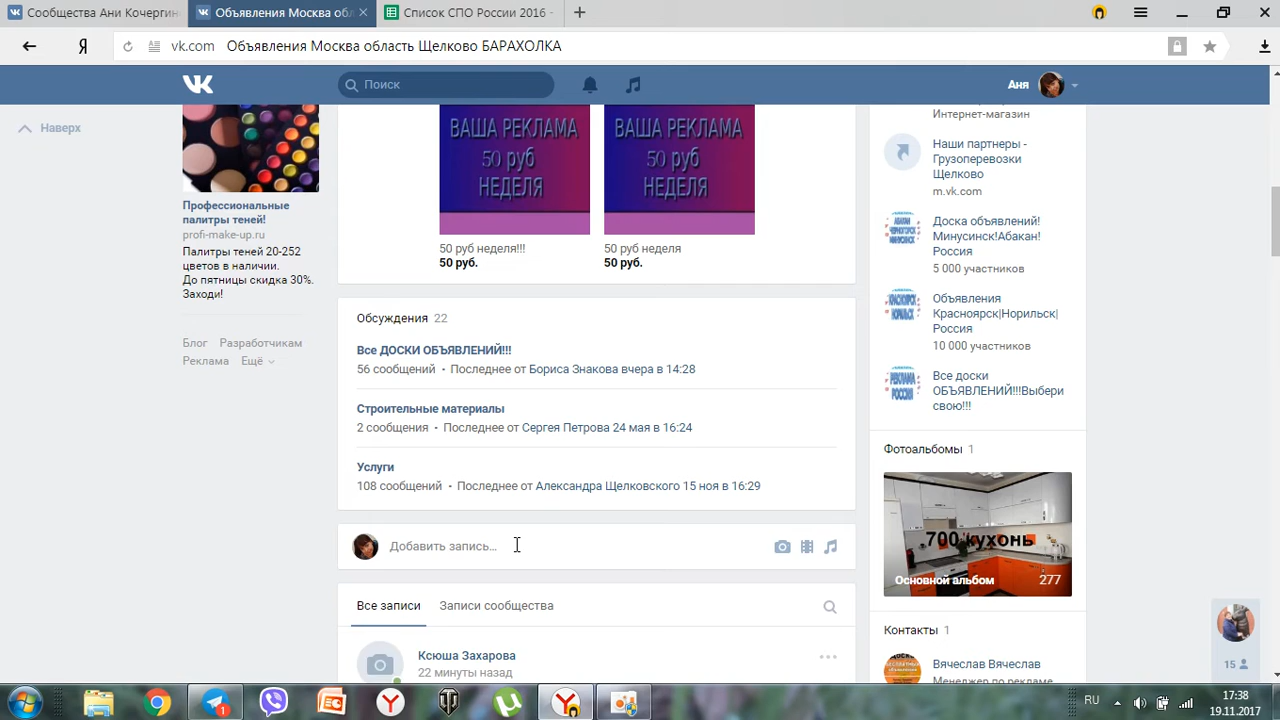 Сообщества Ани Кочергин
Объявления Москва обл
Список СПО России 2016 -
Я
vk.com
Объявления Москва область Щелково БАРАХОЛКА
Поиск
Аня
Наверх
Профессиональные
палитры теней!
profi-make-up.ru
Палитры теней 20-252
цветов в наличии.
До пятницы скидка 30%.
Заходи!
Блог Разработчикам
Реклама Ещё
ВАША РЕКЛАМА
50 руб
НЕДЕЛЯ
50 руб неделя!!!
50 руб.
ВАША РЕКЛАМА
50 руб
НЕДЕЛЯ
50 руб неделя
50 руб.
Обсуждения 22
Все ДОСКИ ОБЪЯВЛЕНИЙ!!!
56 сообщений • Последнее от Бориса Знакова вчера в 14:28
Строительные материалы
2 сообщения • Последнее от Сергея Петрова 24 мая в 16:24
Услуги
108 сообщений • Последнее от Александра Щелковского 15 ноя в 16:29
Добавить запись...
Все записи Записи сообщества
Ксюша Захарова
22 минуты назад
Интернет-магазин
Наши партнеры -
Грузоперевозки
Щелково
m.vk.com
Доска объявлений!
Минусинск!Абакан!
Россия
5 000 участников
Объявления
Красноярск|Норильск|
Россия
10 000 участников
Все доски
ОБЪЯВЛЕНИЙ!!!Выбери
свою!!!
Фотоальбомы 1
700 кухонь
Основной альбом 277
Контакты 1
Вячеслав Вячеслав
Менеджер по рекламе
15
RU
17:38
19.11.2017